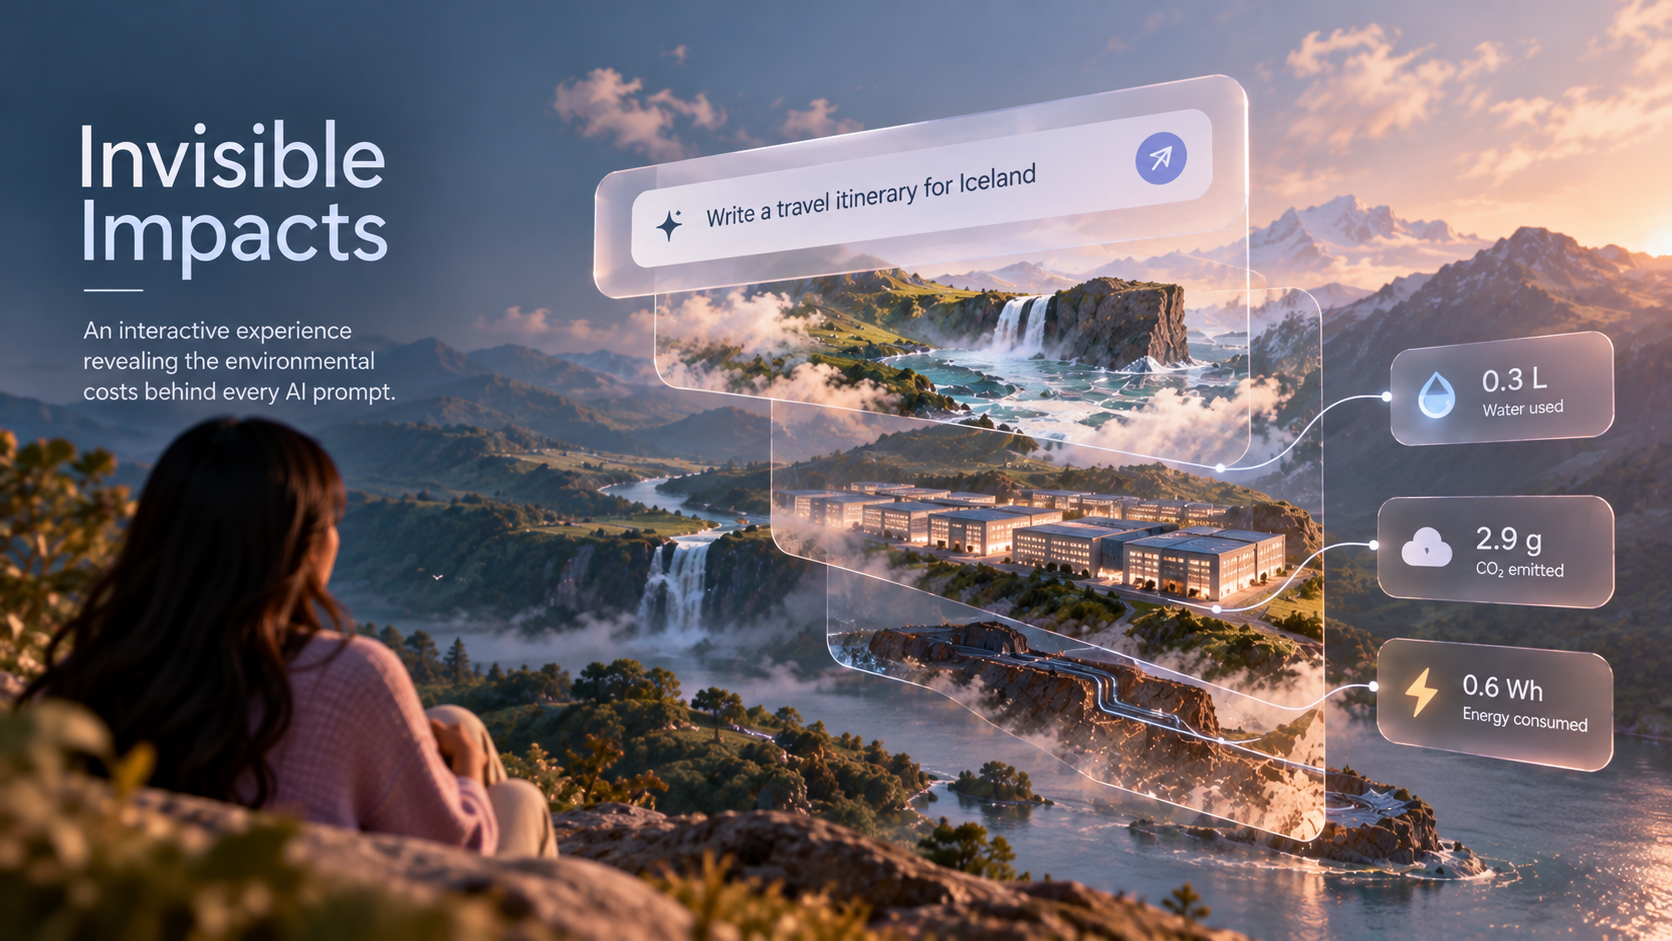 Invisible
Impacts
An interactive experience
revealing the environmental
costs behind every AI prompt.
Write a travel itinerary for Iceland
0.3 L
Water used
2.9 g
CO₂ emitted
0.6 Wh
Energy consumed